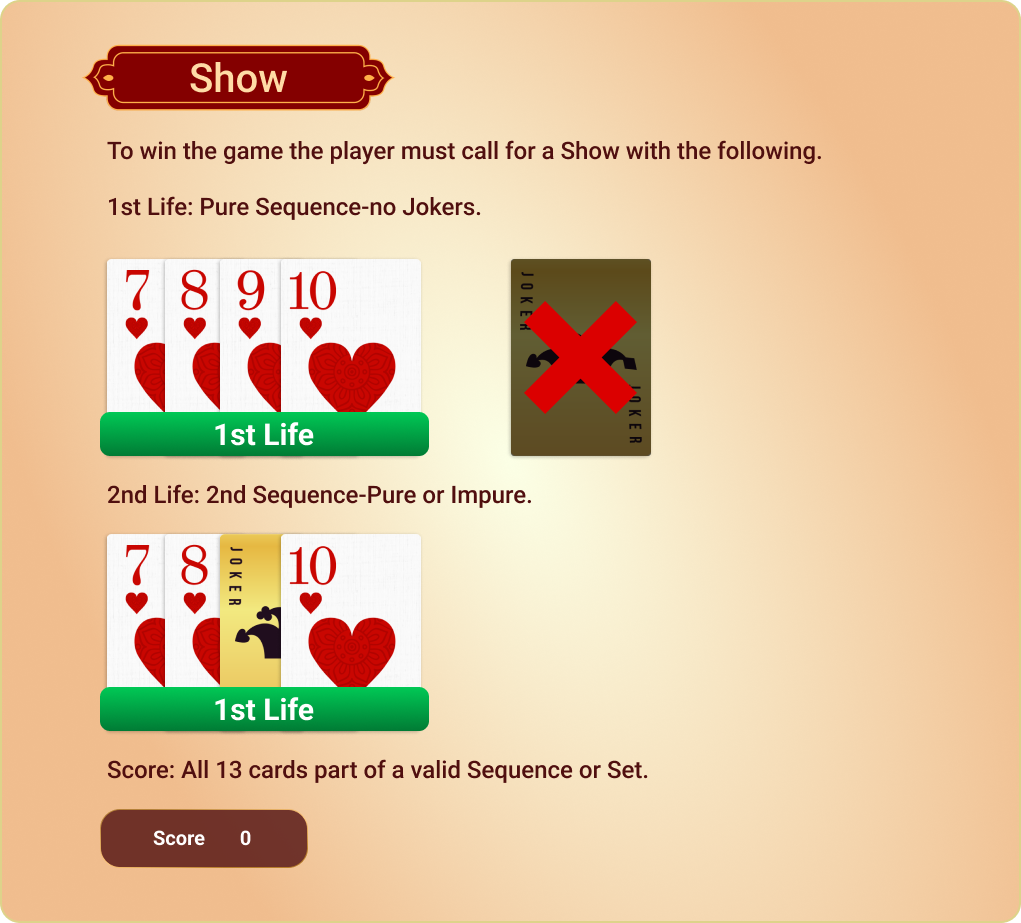 Show
To win the game the player must call for a Show with the following.
1st Life: Pure Sequence-no Jokers.
7 8 9 10
JOKER
JOKER
1st Life
2nd Life: 2nd Sequence-Pure or Impure.
7 8 JOKER 10
1st Life
Score: All 13 cards part of a valid Sequence or Set.
Score 0